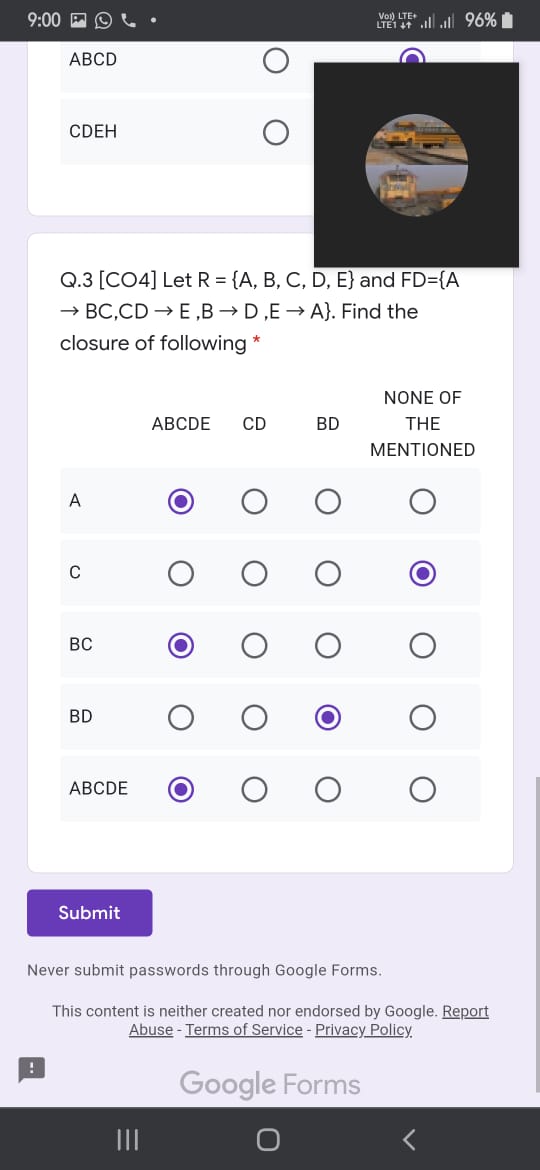 9:00
Vo)) LTE+
LTE1 ↓↑
96%
ABCD
CDEH
Q.3 [CO4] Let R = {A, B, C, D, E} and FD={A
→ BC,CD → E ,B → D ,E → A}. Find the
closure of following *
NONE OF
ABCDE CD BD THE
MENTIONED
A
C
BC
BD
ABCDE
Submit
Never submit passwords through Google Forms.
This content is neither created nor endorsed by Google. Report
Abuse - Terms of Service - Privacy Policy
Google Forms